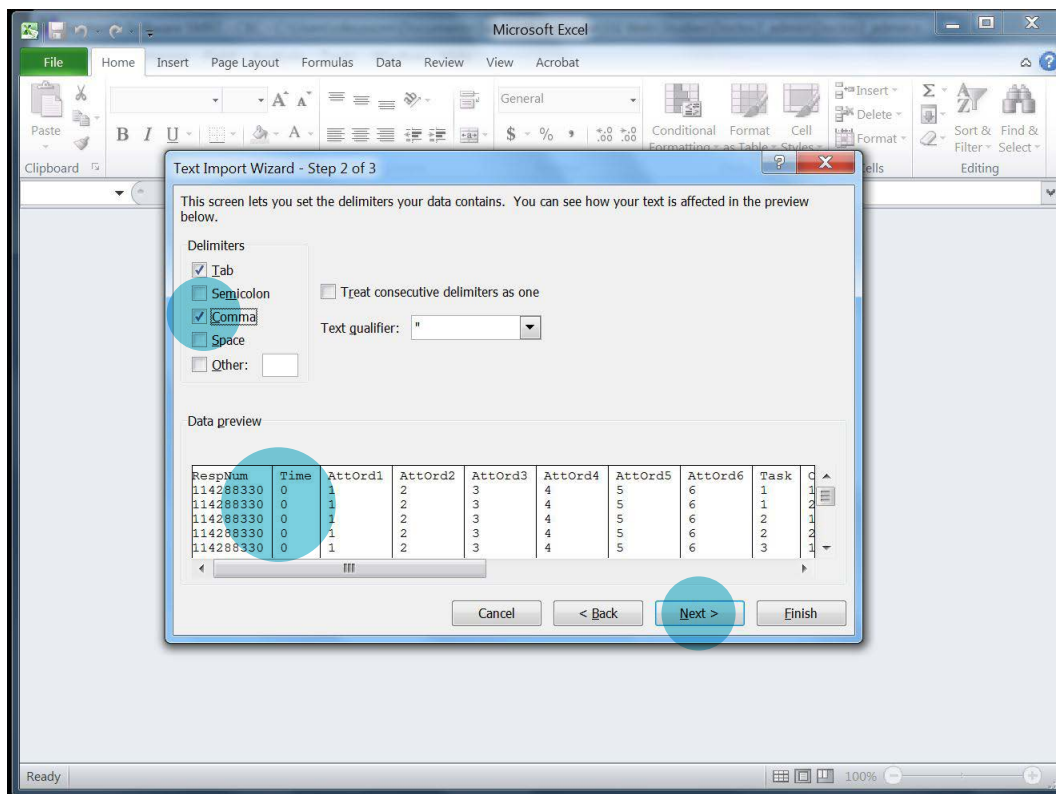 Microsoft Excel
File Home Insert Page Layout Formulas Data Review View Acrobat
Paste
Clipboard
B I U
A A
A
General
$ % ,
Conditional Formatting as Table Styles
Format
Cell
Insert
Delete
Format
Cells
Σ
Sort & Filter
Find & Select
Editing
Text Import Wizard - Step 2 of 3
This screen lets you set the delimiters your data contains. You can see how your text is affected in the preview
below.
Delimiters
Tab
Semicolon
Comma
Space
Other:
Treat consecutive delimiters as one
Text qualifier: "
Data preview
RespNum Time AttOrd1 AttOrd2 AttOrd3 AttOrd4 AttOrd5 AttOrd6 Task C
114288330 0 1 2 3 4 5 6 1 1
114288330 0 1 2 3 4 5 6 1 2
114288330 0 1 2 3 4 5 6 2 1
114288330 0 1 2 3 4 5 6 2 2
114288330 0 1 2 3 4 5 6 3 1
Cancel < Back Next > Finish
Ready
100%